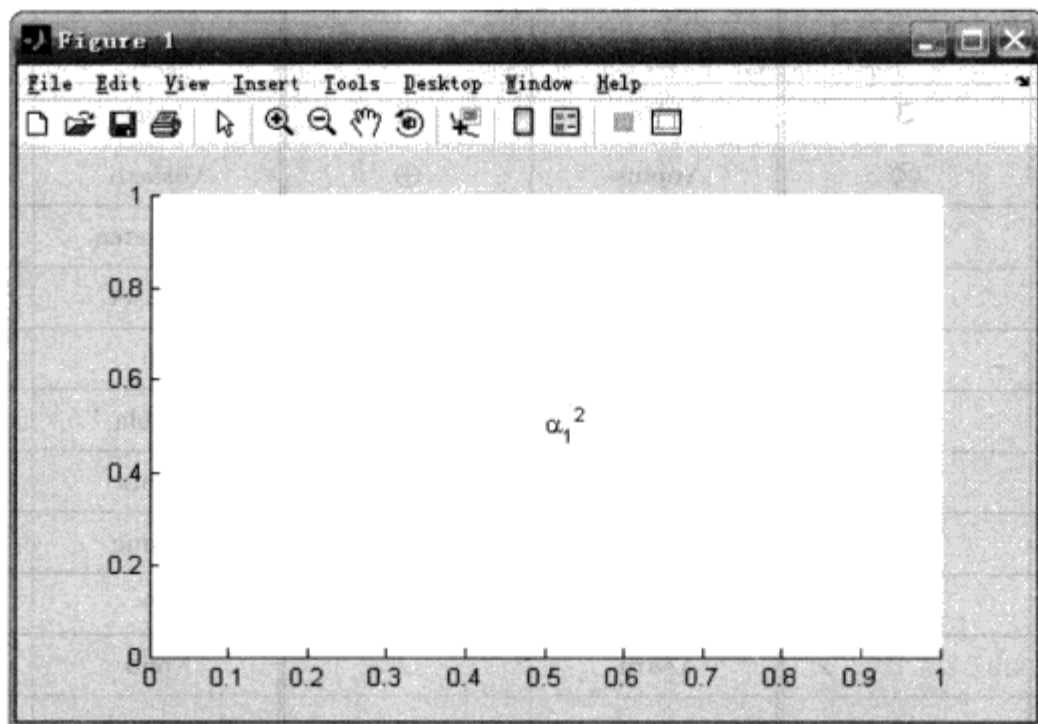 Figure 1
File Edit View Insert Tools Desktop Window Help
1
0.8
0.6
0.4
0.2
0
α₁²
0 0.1 0.2 0.3 0.4 0.5 0.6 0.7 0.8 0.9 1